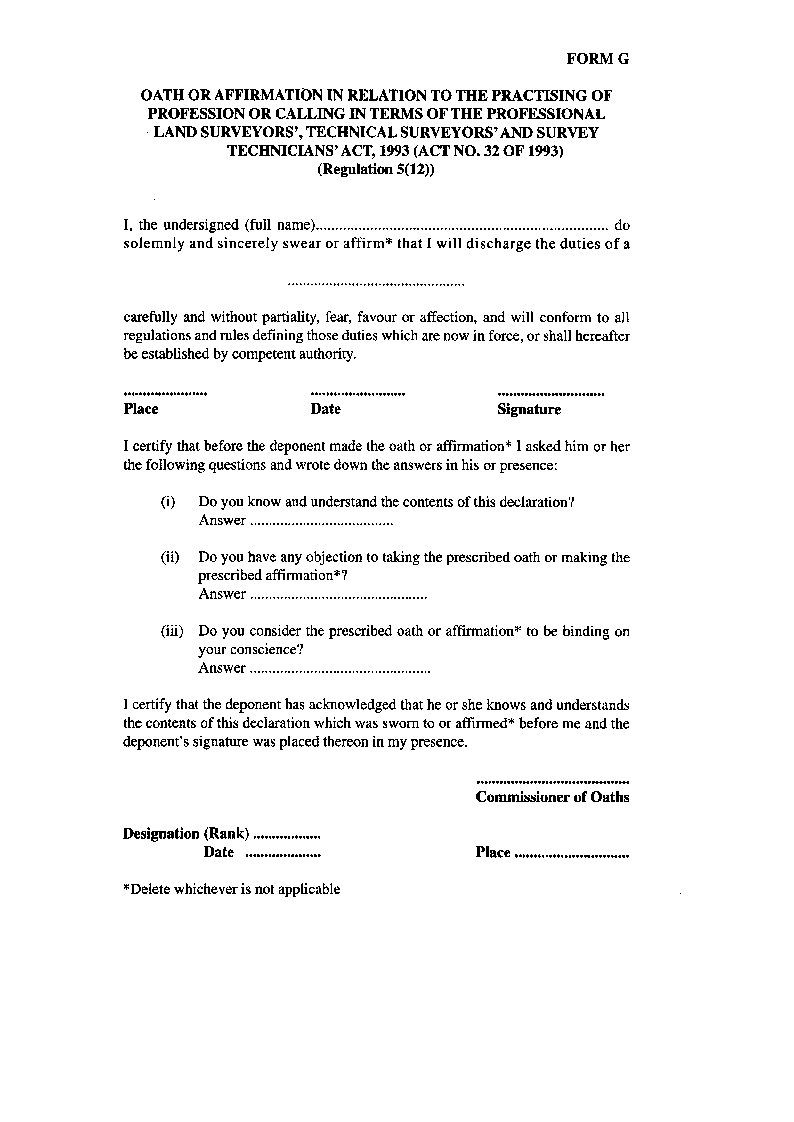 FORM G
OATH OR AFFIRMATION IN RELATION TO THE PRACTISING OF
PROFESSION OR CALLING IN TERMS OF THE PROFESSIONAL
LAND SURVEYORS', TECHNICAL SURVEYORS' AND SURVEY
TECHNICIANS' ACT, 1993 (ACT NO. 32 OF 1993)
(Regulation 5(12))
I, the undersigned (full name)........................................................................... do
solemnly and sincerely swear or affirm* that I will discharge the duties of a
...............................................
carefully and without partiality, fear, favour or affection, and will conform to all
regulations and rules defining those duties which are now in force, or shall hereafter
be established by competent authority.
...................... ......................... ............................
Place Date Signature
I certify that before the deponent made the oath or affirmation* I asked him or her
the following questions and wrote down the answers in his or presence:
(i) Do you know and understand the contents of this declaration?
Answer ......................................
(ii) Do you have any objection to taking the prescribed oath or making the
prescribed affirmation*?
Answer ...............................................
(iii) Do you consider the prescribed oath or affirmation* to be binding on
your conscience?
Answer ................................................
I certify that the deponent has acknowledged that he or she knows and understands
the contents of this declaration which was sworn to or affirmed* before me and the
deponent's signature was placed thereon in my presence.
........................................
Commissioner of Oaths
Designation (Rank) ..................
Date .................... Place ..............................
*Delete whichever is not applicable